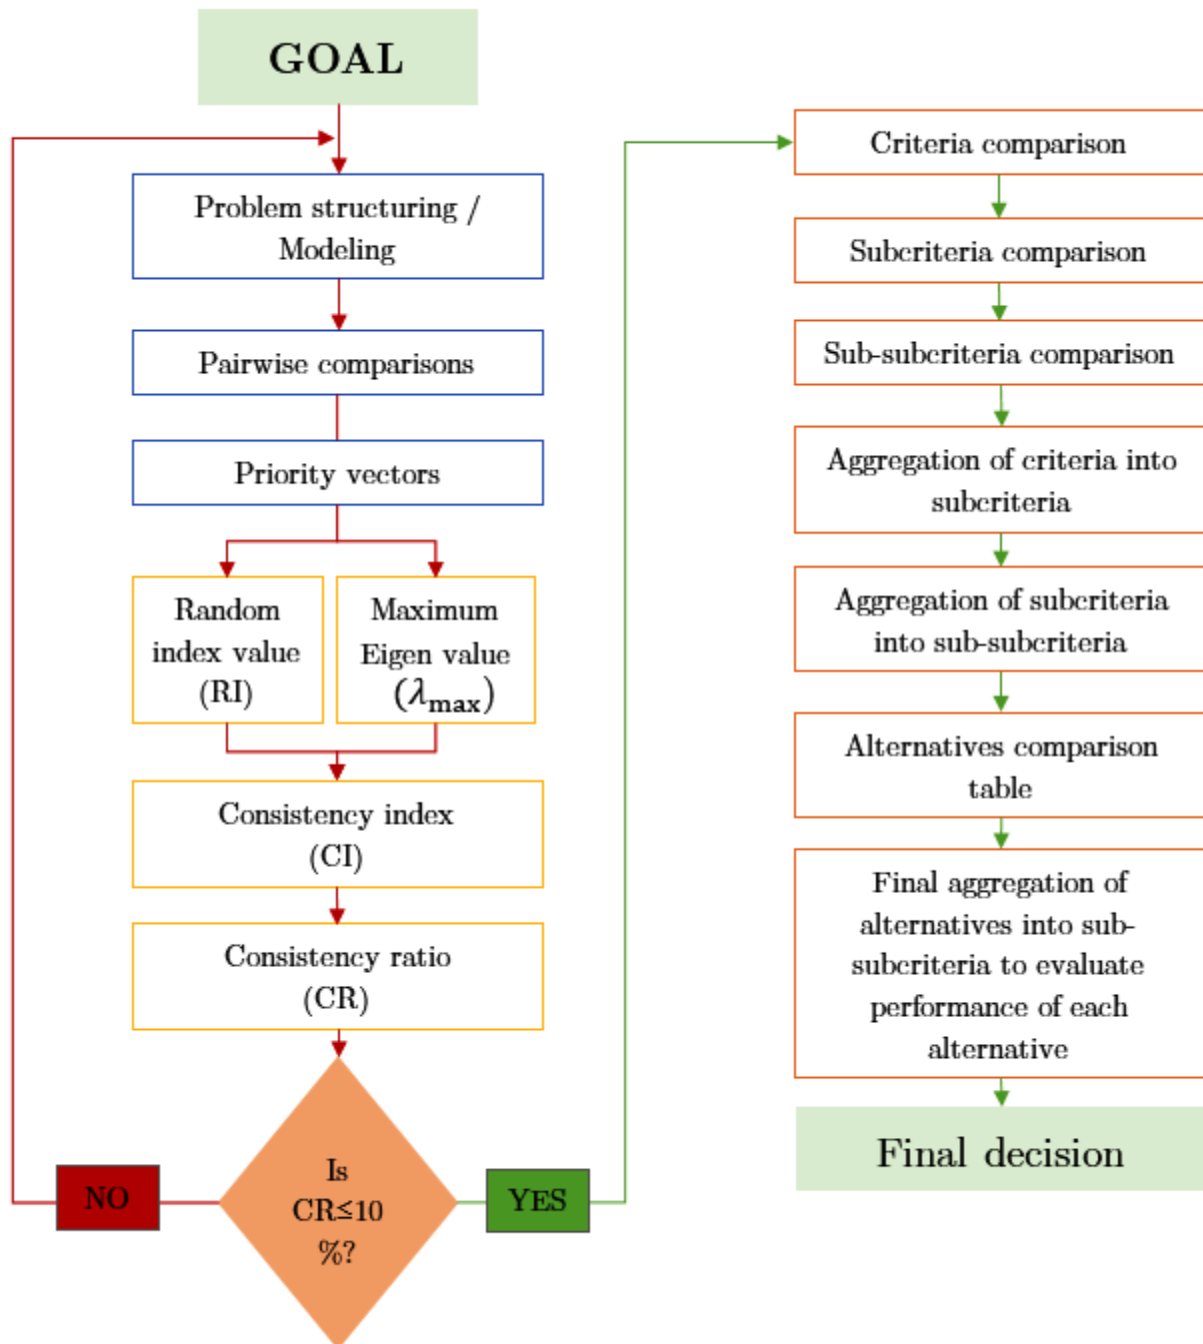 GOAL
Problem structuring /
Modeling
Pairwise comparisons
Priority vectors
Random
index value
(RI)
Maximum
Eigen value
(λmax)
Consistency index
(CI)
Consistency ratio
(CR)
Is
CR≤10
%?
NO
YES
Criteria comparison
Subcriteria comparison
Sub-subcriteria comparison
Aggregation of criteria into
subcriteria
Aggregation of subcriteria
into sub-subcriteria
Alternatives comparison
table
Final aggregation of
alternatives into sub-
subcriteria to evaluate
performance of each
alternative
Final decision